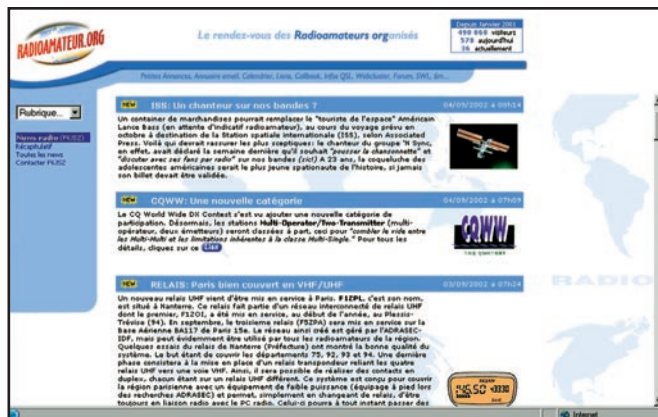 RADIOAMATEUR.ORG
Le rendez-vous des Radioamateurs organisés
Depuis Janvier 2001
490 868 visiteurs
578 aujourd'hui
36 actuellement
Petites Annonces, Annuaire email, Calendrier, Liens, Callbook, Infos QSL, Webcluster, Forum, SWL, &m...
Rubrique...
News radio (F6JSZ)
Récapitulatif
Toutes les news
Contacter F6JSZ
NEW ISS: Un chanteur sur nos bandes ? 04/09/2002 à 08h14
Un container de marchandises pourrait remplacer le "touriste de l'espace" Américain
Lance Bass (en attente d'indicatif radioamateur), au cours du voyage prévu en
octobre à destination de la Station spatiale internationale (ISS), selon Associated
Press. Voilà qui devrait rassurer les plus sceptiques: le chanteur du groupe 'N Sync,
en effet, avait déclaré la semaine dernière qu'il souhait "pousser la chansonnette" et
"discuter avec ses fans par radio" sur nos bandes (sic!) A 23 ans, la coqueluche des
adolescentes américaines serait le plus jeune spationaute de l'histoire, si jamais
son billet devait être validée.
NEW CQWW: Une nouvelle catégorie 04/09/2002 à 07h09
Le CQ World Wide DX Contest s'est vu ajouter une nouvelle catégorie de
participation. Désormais, les stations Multi-Operator/Two-Transmitter (multi-
opérateur, deux émetteurs) seront classées à part, ceci pour "combler le vide entre
les Multi-Multi et les limitations inhérentes à la classe Multi-Single." Pour tous les
détails, cliquez sur ce Lien
CQWW
NEW RELAIS: Paris bien couvert en VHF/UHF 03/09/2002 à 07h24
RADIO
Un nouveau relais UHF vient d'être mis en service à Paris. F1ZPL, c'est son nom,
est situé à Nanterre. Ce relais fait partie d'un réseau interconnecté de relais UHF
dont le premier, F1ZOI, a été mis en service, au début de l'année, au Plessis-
Trévise (94). En septembre, le troisième relais (F5ZPA) sera mis en service sur la
base Aérienne BA117 de Paris 15e. Le réseau ainsi créé est géré par l'ADRASEC-
IDF, mais peut évidemment être utilisé par tous les radioamateurs de la région.
Quelques essais du relais de Nanterre (Préfecture) ont montré la bonne qualité du
système. Le but étant de couvrir les départements 75, 92, 93 et 94. Une dernière
phase consistera à la mise en place d'un relais transpondeur reliant les quatre
relais UHF vers une voie VHF. Ainsi, il sera possible de réaliser des contacts en
duplex, chacun étant sur un relais UHF différent. Ce système est conçu pour couvrir
la région parisienne avec un équipement de faible puissance (équipage à pied lors
des recherches ADRASEC) et permet, simplement en changeant de relais, d'être
toujours en liaison radio avec le PC radio. Celui-ci pourra à tout instant passer des
Internet